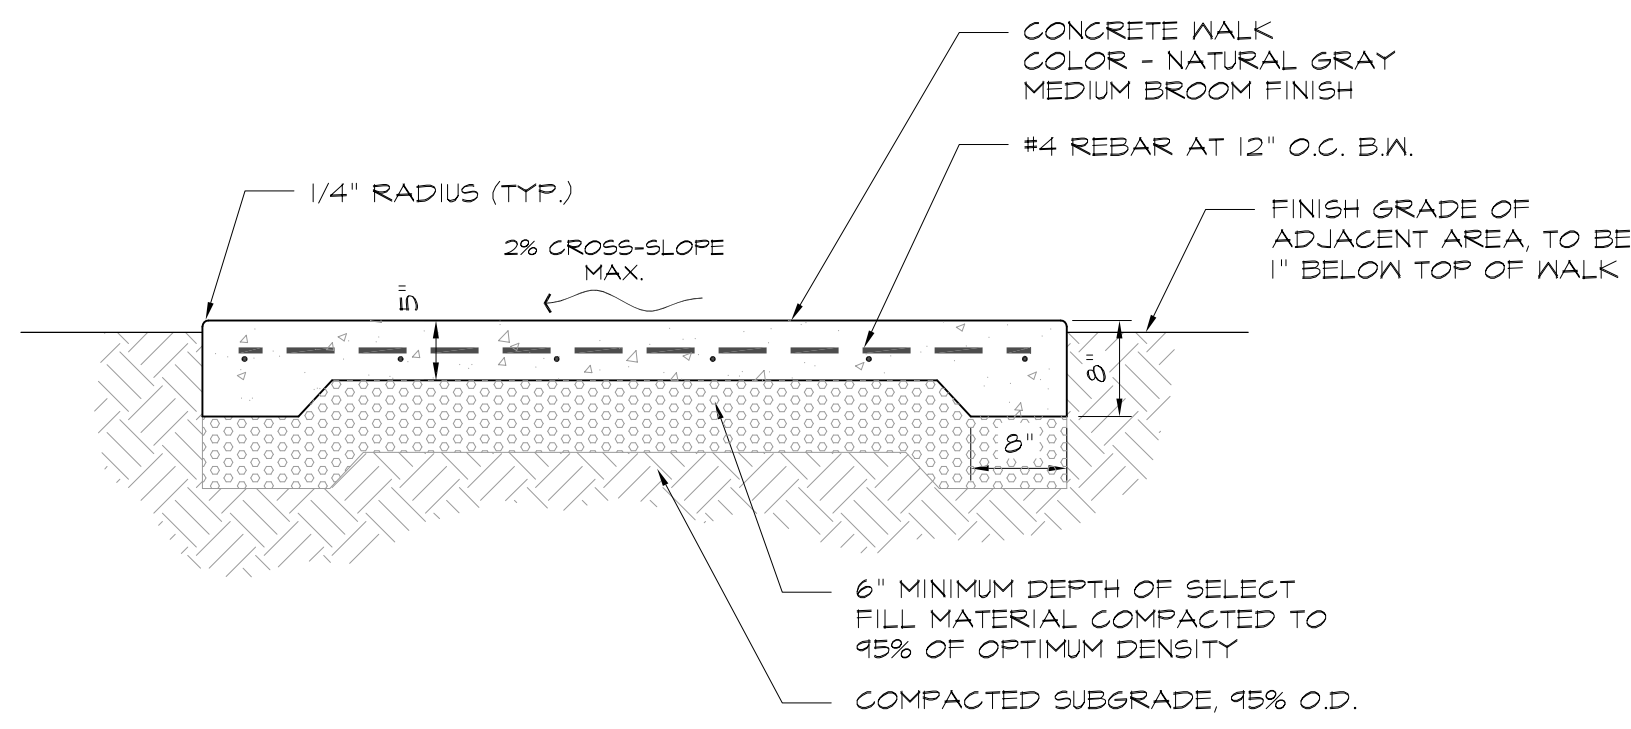 CONCRETE WALK
COLOR - NATURAL GRAY
MEDIUM BROOM FINISH
#4 REBAR AT 12" O.C. B.W.
1/4" RADIUS (TYP.)
FINISH GRADE OF
ADJACENT AREA, TO BE
1" BELOW TOP OF WALK
2% CROSS-SLOPE
MAX.
5"
8"
8"
6" MINIMUM DEPTH OF SELECT
FILL MATERIAL COMPACTED TO
95% OF OPTIMUM DENSITY
COMPACTED SUBGRADE, 95% O.D.